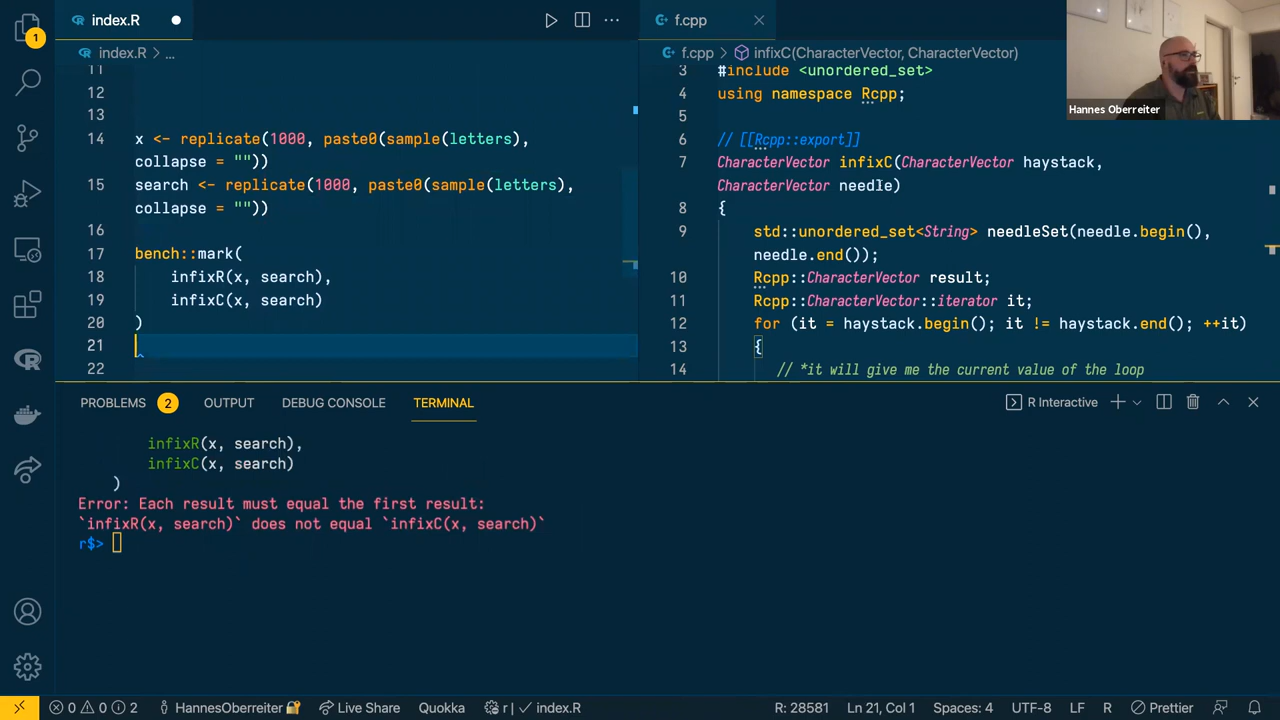 1
index.R
index.R > ...
11
12
13
14 x <- replicate(1000, paste0(sample(letters),
collapse = ""))
15 search <- replicate(1000, paste0(sample(letters),
collapse = ""))
16
17 bench::mark(
18 infixR(x, search),
19 infixC(x, search)
20 )
21
22
f.cpp
f.cpp > infixC(CharacterVector, CharacterVector)
3 #include <unordered_set>
4 using namespace Rcpp;
5
6 // [[Rcpp::export]]
7 CharacterVector infixC(CharacterVector haystack,
CharacterVector needle)
8 {
9 std::unordered_set<String> needleSet(needle.begin(),
needle.end());
10 Rcpp::CharacterVector result;
11 Rcpp::CharacterVector::iterator it;
12 for (it = haystack.begin(); it != haystack.end(); ++it)
13 {
14 // *it will give me the current value of the loop
Hannes Oberreiter
PROBLEMS 2 OUTPUT DEBUG CONSOLE TERMINAL R Interactive
infixR(x, search),
infixC(x, search)
)
Error: Each result must equal the first result:
`infixR(x, search)` does not equal `infixC(x, search)`
r$>
0 0 2 HannesOberreiter Live Share Quokka r | ✓ index.R R: 28581 Ln 21, Col 1 Spaces: 4 UTF-8 LF R Prettier